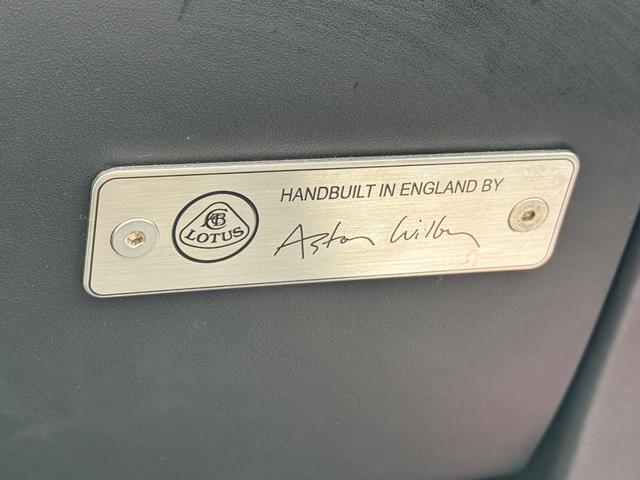 HANDBUILT IN ENGLAND BY
LOTUS
Aston Wilby